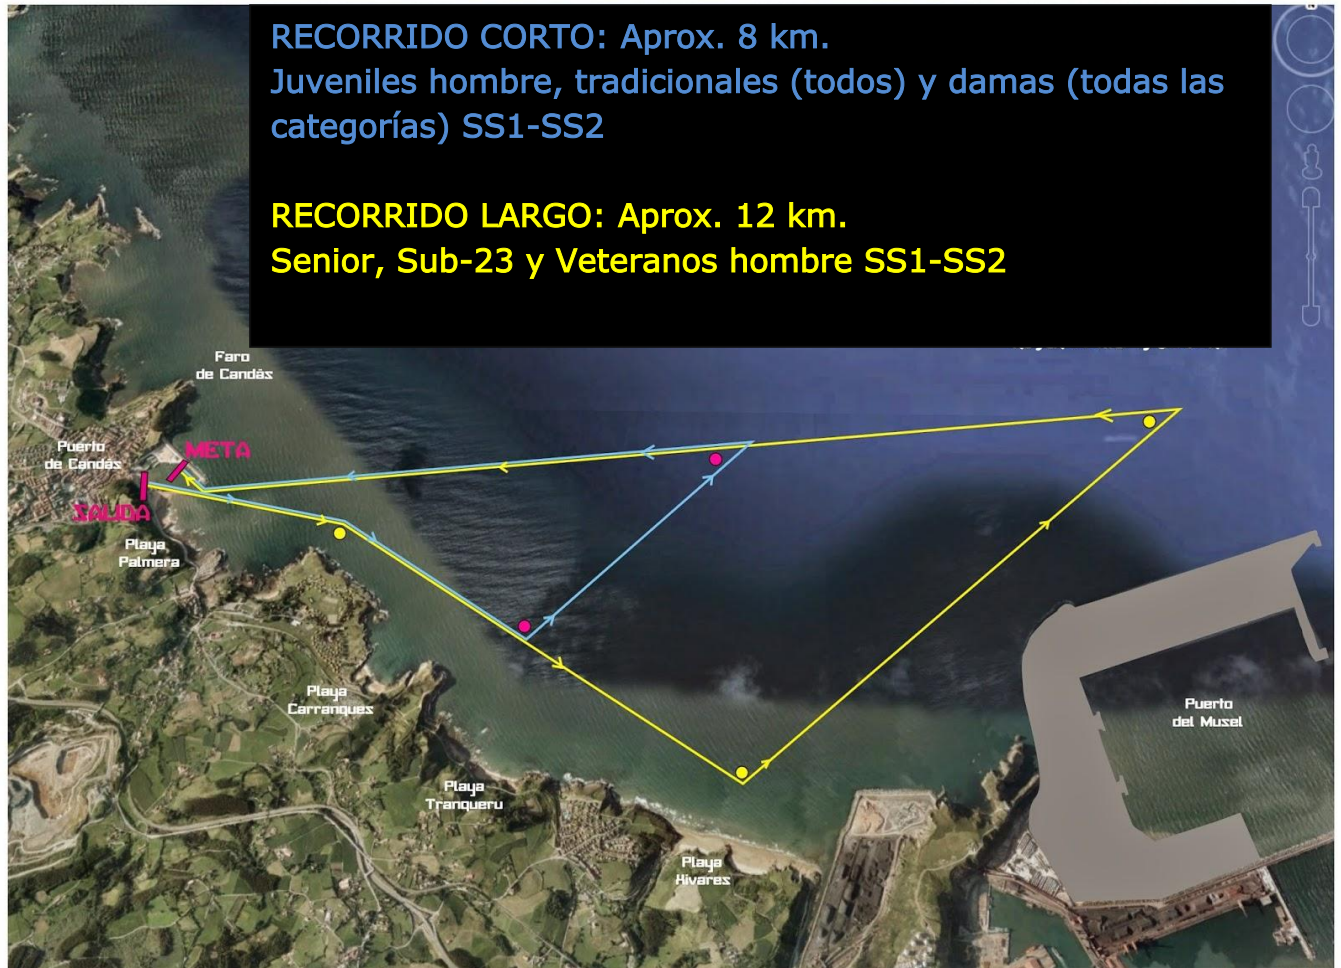 RECORRIDO CORTO: Aprox. 8 km.
Juveniles hombre, tradicionales (todos) y damas (todas las
categorías) SS1-SS2
RECORRIDO LARGO: Aprox. 12 km.
Senior, Sub-23 y Veteranos hombre SS1-SS2
N
Faro
de Candás
Puerto
de Candás
META
SALIDA
Playa
Palmera
Playa
Carranques
Puerto
del Musel
Playa
Tranqueru
Playa
Xivares